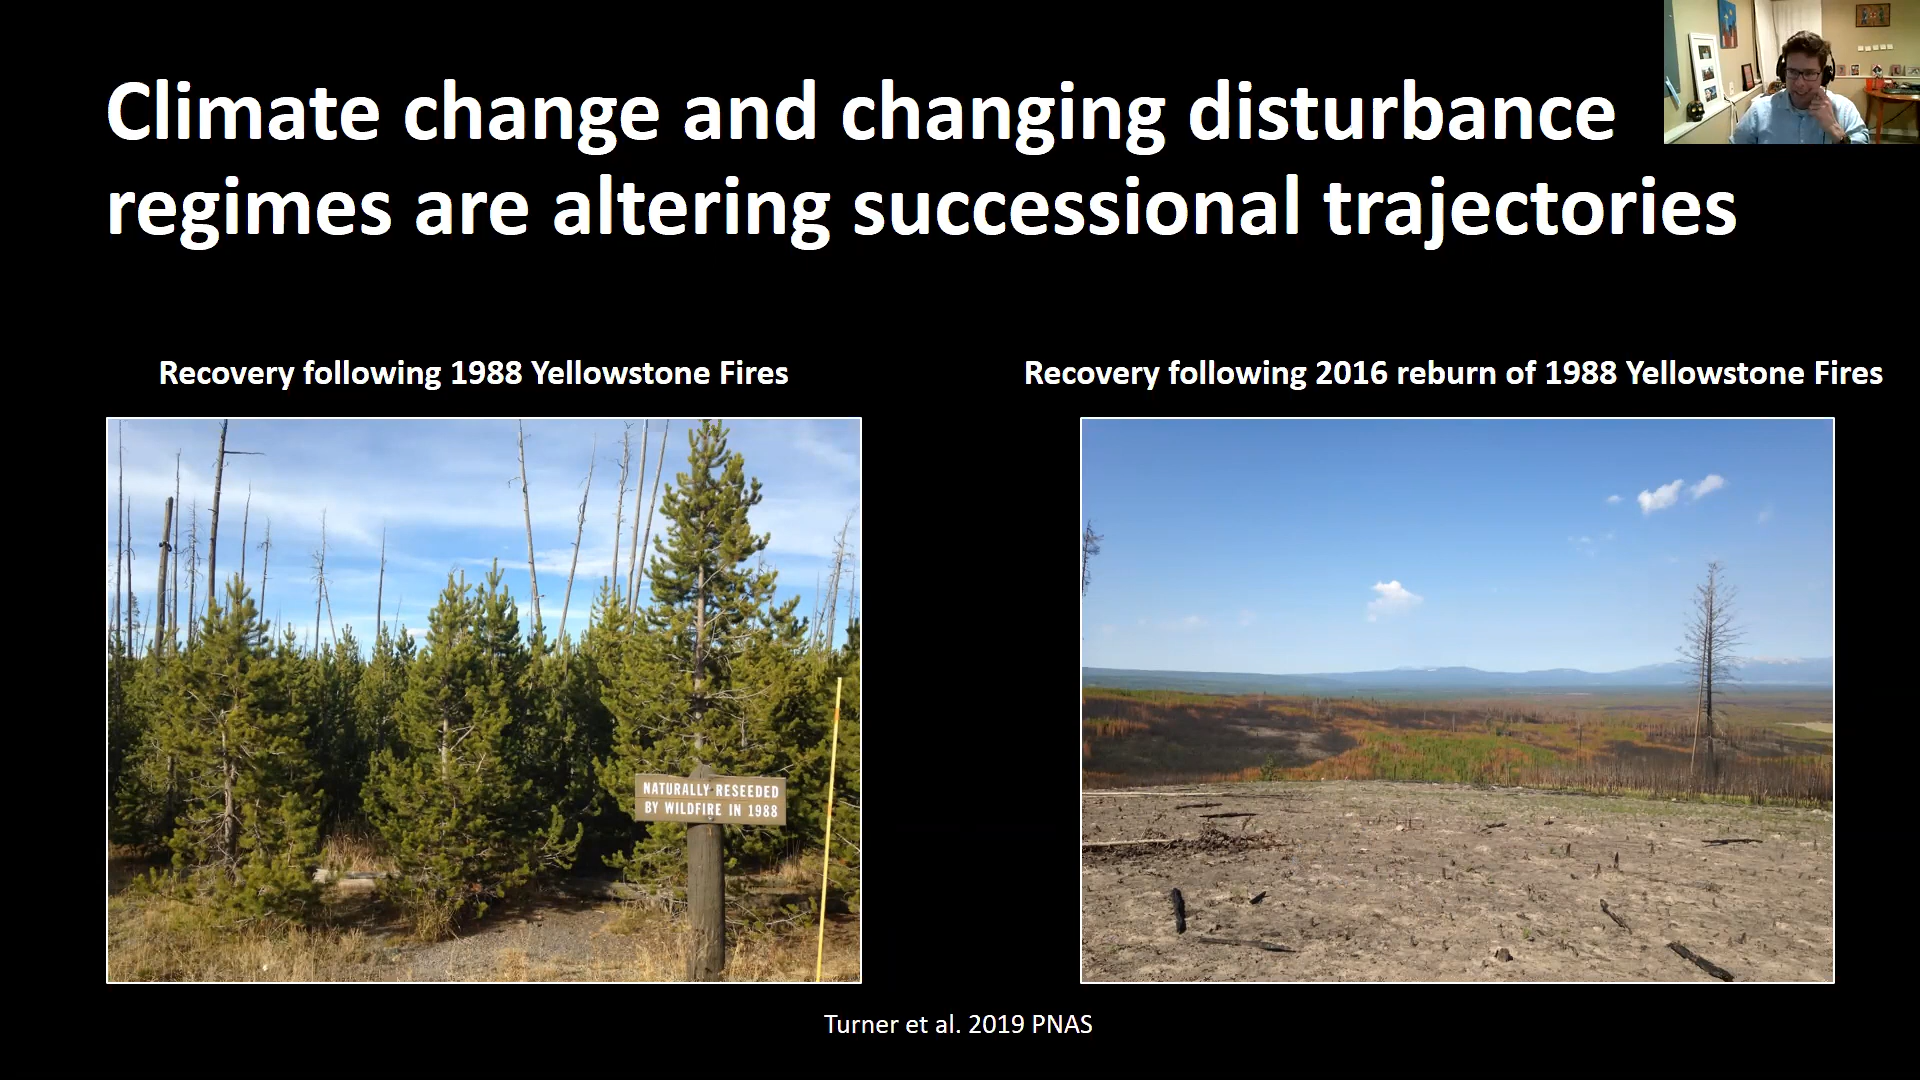 Climate change and changing disturbance
regimes are altering successional trajectories
Recovery following 1988 Yellowstone Fires
Recovery following 2016 reburn of 1988 Yellowstone Fires
NATURALLY RESEEDED
BY WILDFIRE IN 1988
Turner et al. 2019 PNAS